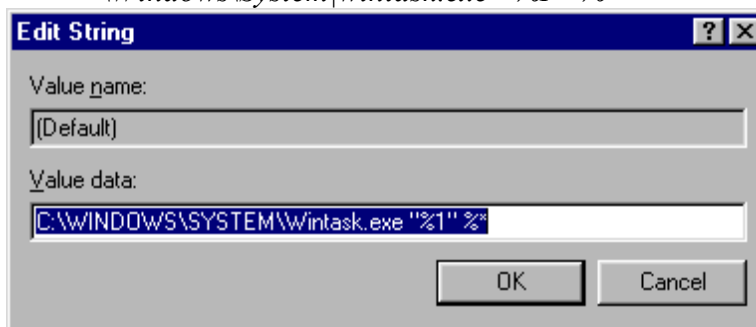 Edit String
Value name:
(Default)
Value data:
C:\WINDOWS\SYSTEM\Wintask.exe "%1" %*
OK Cancel